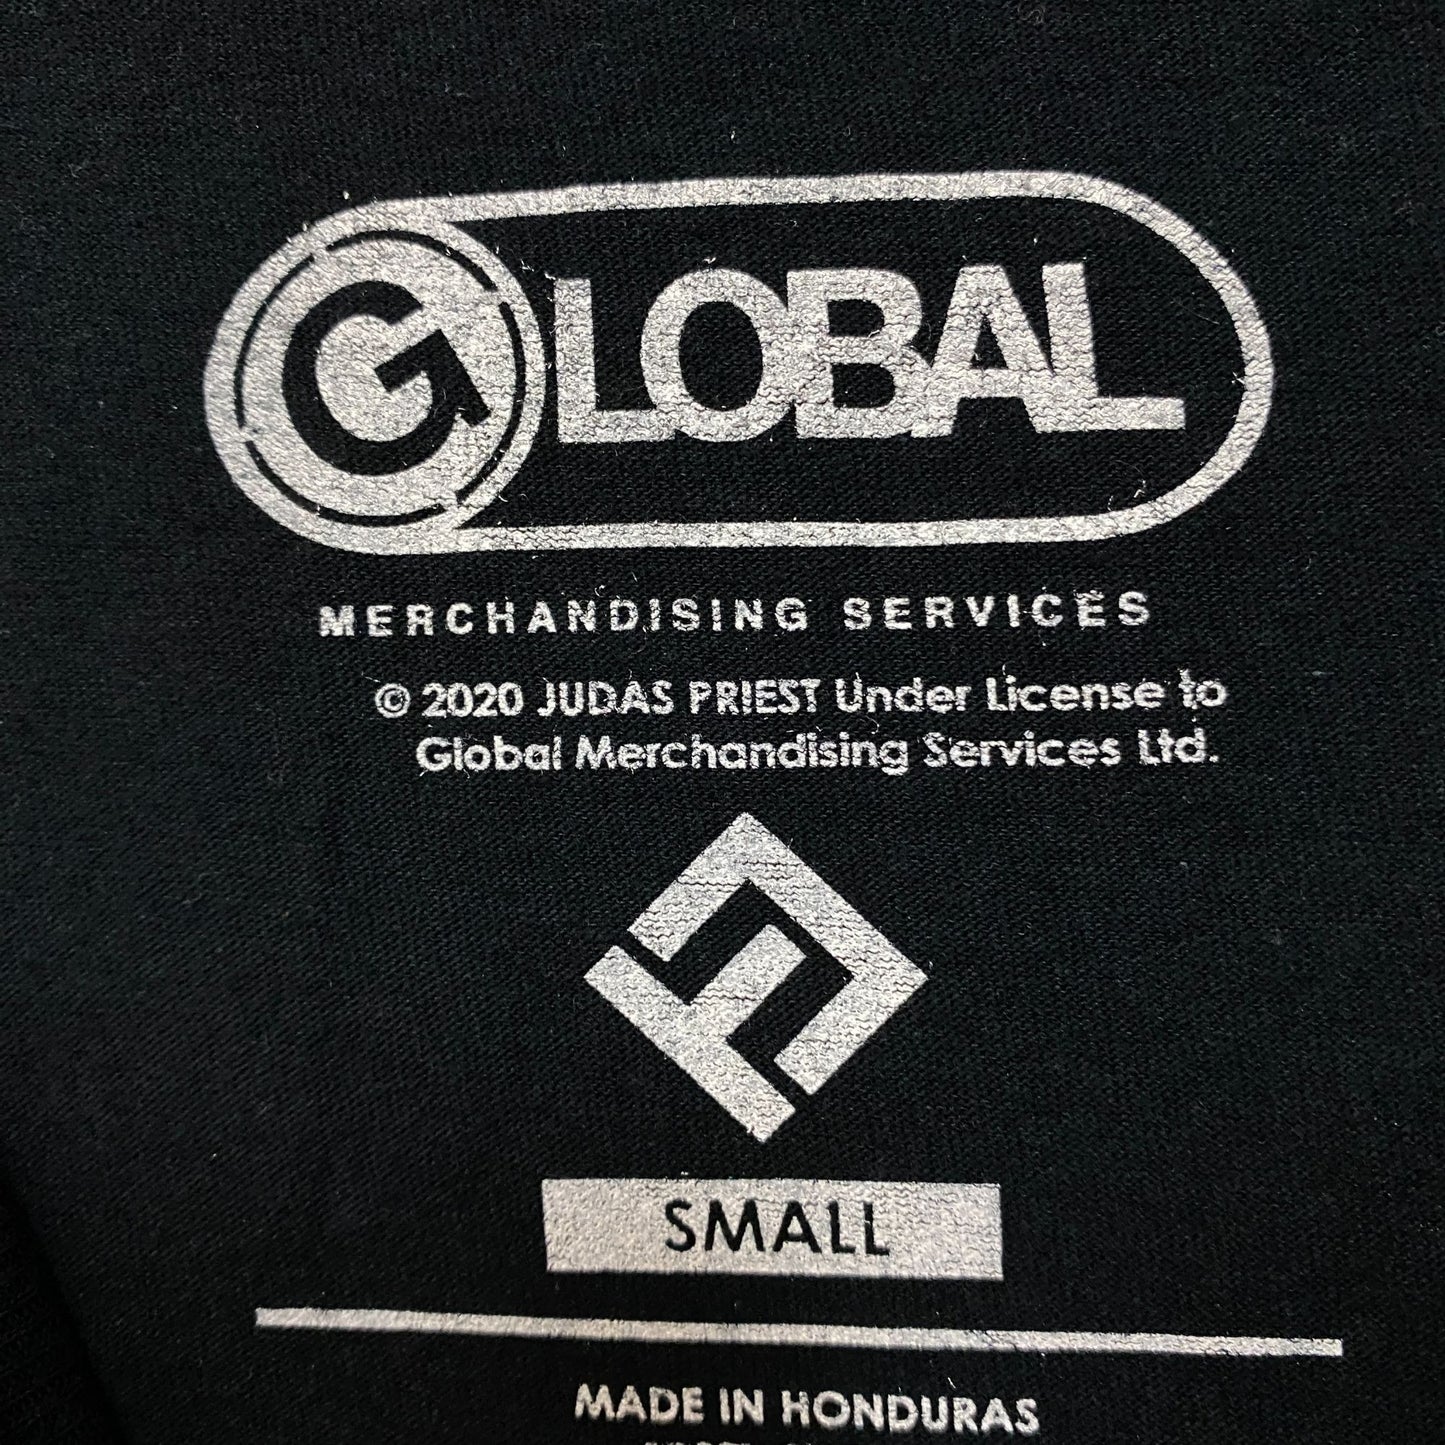 GLOBAL
MERCHANDISING SERVICES
© 2020 JUDAS PRIEST Under License to
Global Merchandising Services Ltd.
SMALL
MADE IN HONDURAS